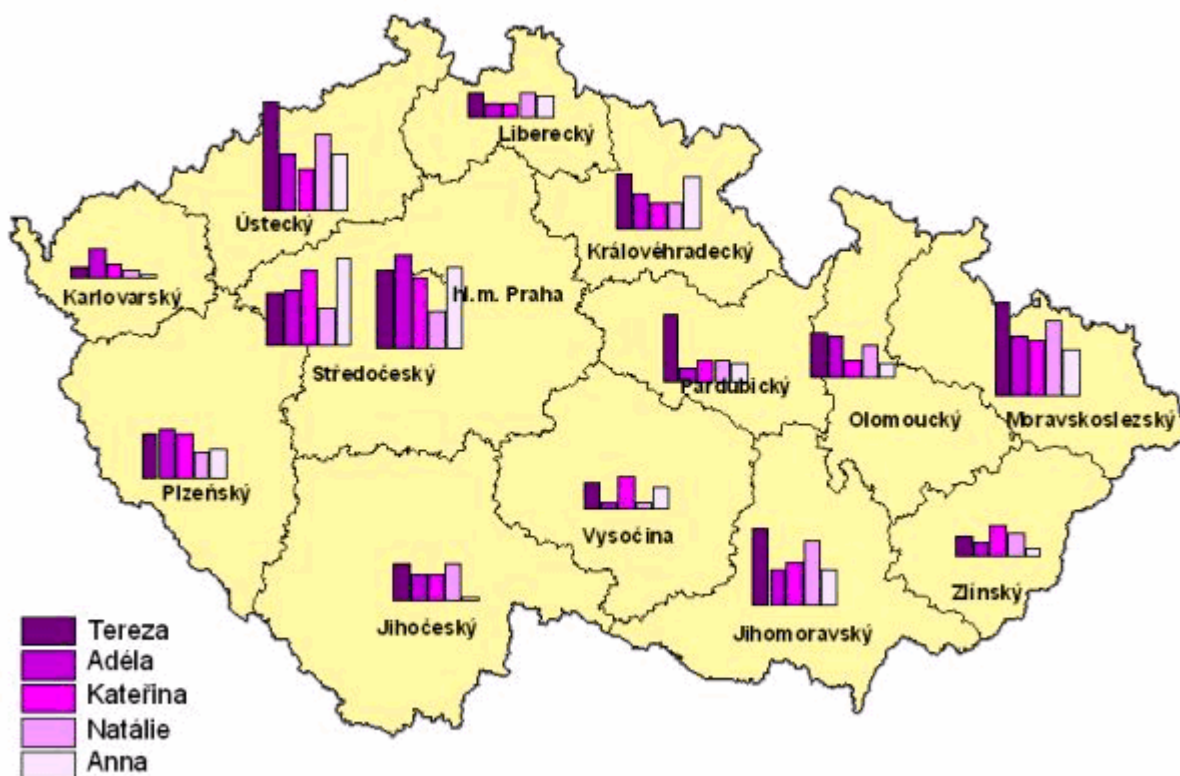 Liberecký
Ústecký
Královéhradecký
Karlovarský
hl.m. Praha
Středočeský
Pardubický
Olomoucký
Moravskoslezský
Plzeňský
Vysočina
Zlínský
Jihočeský
Jihomoravský
Tereza
Adéla
Kateřina
Natálie
Anna